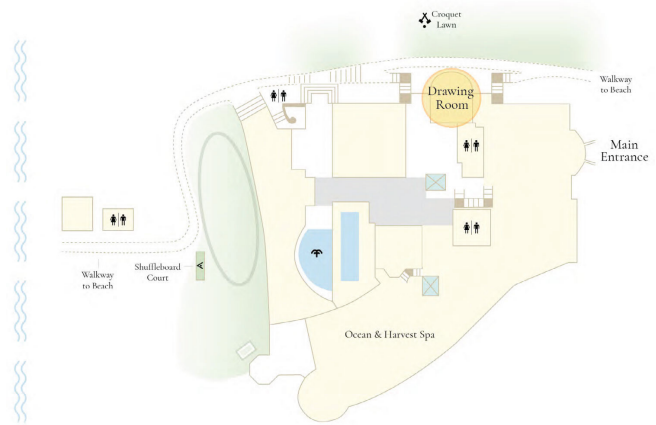 Croquet
Lawn
Walkway
to Beach
Drawing
Room
Main
Entrance
Walkway
to Beach
Shuffleboard
Court
Ocean & Harvest Spa